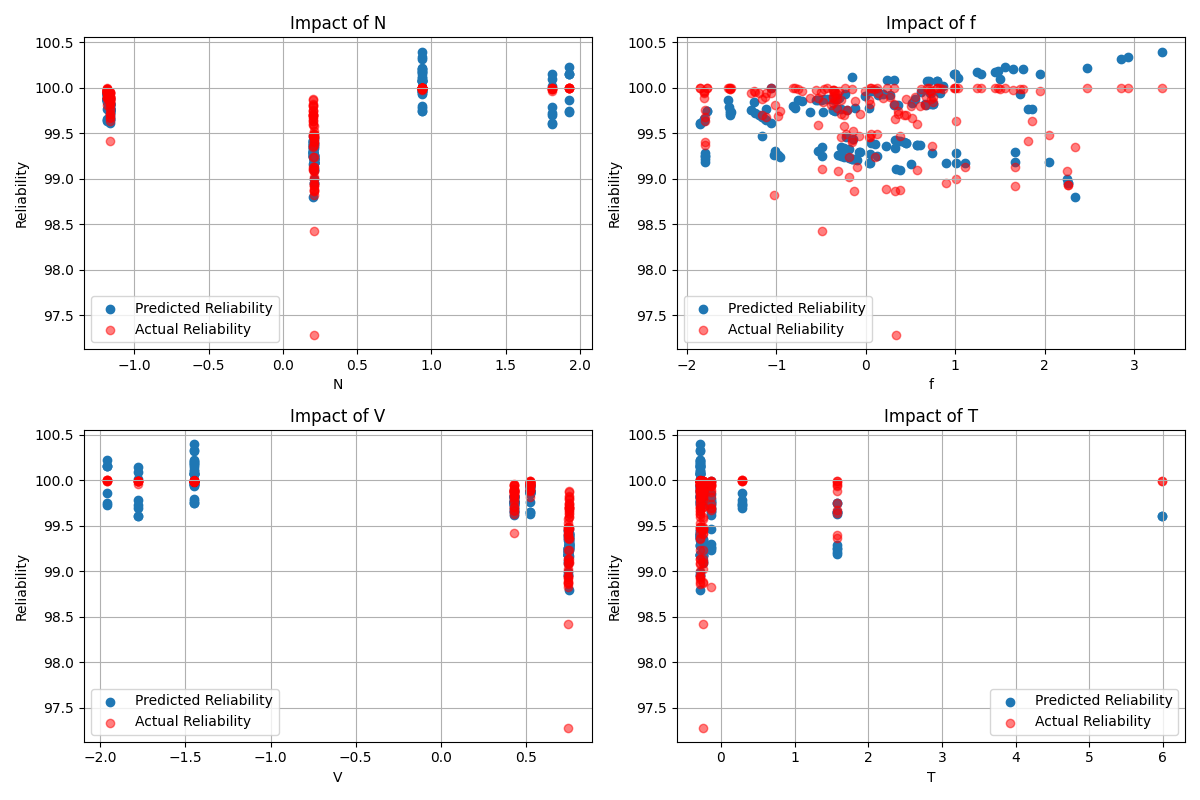 Impact of N
100.5
100.0
99.5
99.0
98.5
98.0
97.5
Reliability
Predicted Reliability
Actual Reliability
−1.0 −0.5 0.0 0.5 1.0 1.5 2.0
N
Impact of f
100.5
100.0
99.5
99.0
98.5
98.0
97.5
Reliability
Predicted Reliability
Actual Reliability
−2 −1 0 1 2 3
f
Impact of V
100.5
100.0
99.5
99.0
98.5
98.0
97.5
Reliability
Predicted Reliability
Actual Reliability
−2.0 −1.5 −1.0 −0.5 0.0 0.5
V
Impact of T
100.5
100.0
99.5
99.0
98.5
98.0
97.5
Reliability
Predicted Reliability
Actual Reliability
0 1 2 3 4 5 6
T